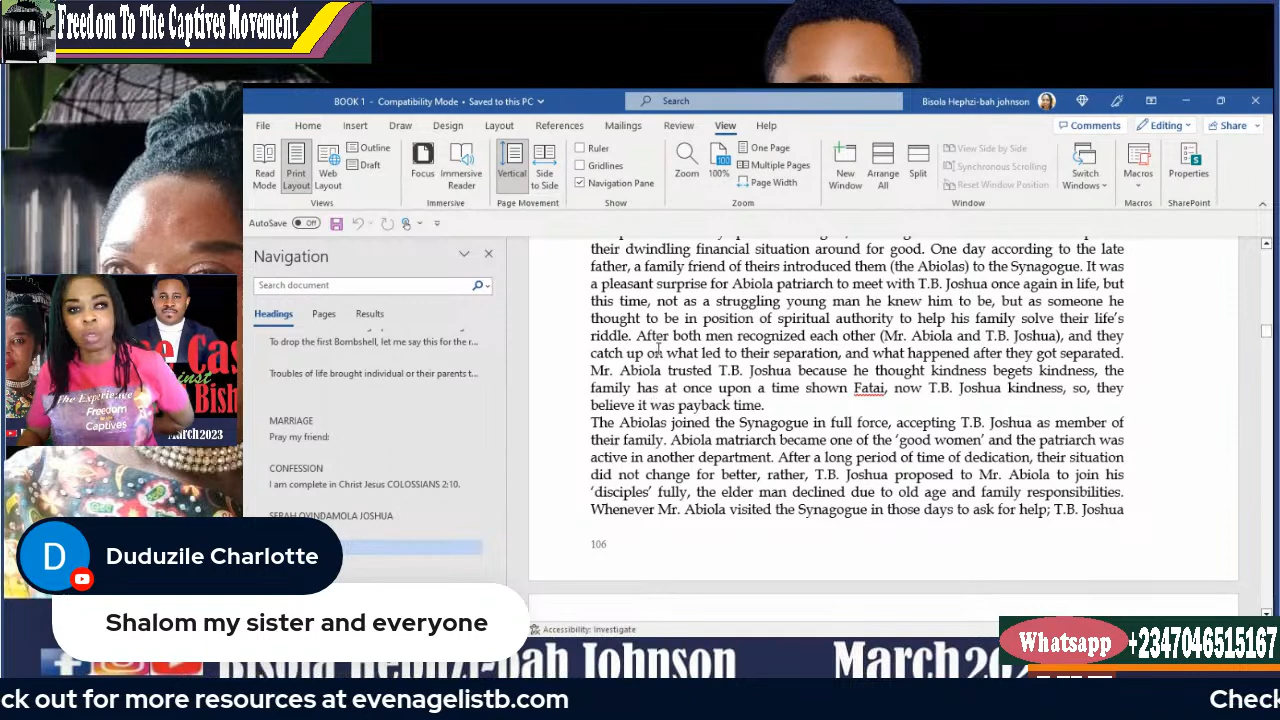 Freedom To The Captives Movement
BOOK 1 - Compatibility Mode • Saved to this PC
Search
Bisola Hephzi-bah johnson
File Home Insert Draw Design Layout References Mailings Review View Help
Comments Editing Share
Read Mode
Print Layout
Web Layout
Outline
Draft
Views
Focus
Immersive Reader
Immersive
Vertical
Side to Side
Page Movement
Ruler
Gridlines
Navigation Pane
Show
Zoom
100
100%
One Page
Multiple Pages
Page Width
Zoom
New Window
Arrange All
Split
View Side by Side
Synchronous Scrolling
Reset Window Position
Switch Windows
Window
Macros
Macros
Properties
SharePoint
AutoSave Off
Navigation
Search document
Headings Pages Results
To drop the first Bombshell, let me say this for the r...
Troubles of life brought individual or their parents t...
MARRIAGE
Pray my friend:
CONFESSION
I am complete in Christ Jesus COLOSSIANS 2:10.
SERAH OYINDAMOLA JOSHUA
their dwindling financial situation around for good. One day according to the late
father, a family friend of theirs introduced them (the Abiolas) to the Synagogue. It was
a pleasant surprise for Abiola patriarch to meet with T.B. Joshua once again in life, but
this time, not as a struggling young man he knew him to be, but as someone he
thought to be in position of spiritual authority to help his family solve their life's
riddle. After both men recognized each other (Mr. Abiola and T.B. Joshua), and they
catch up on what led to their separation, and what happened after they got separated.
Mr. Abiola trusted T.B. Joshua because he thought kindness begets kindness, the
family has at once upon a time shown Fatai, now T.B. Joshua kindness, so, they
believe it was payback time.
The Abiolas joined the Synagogue in full force, accepting T.B. Joshua as member of
their family. Abiola matriarch became one of the 'good women' and the patriarch was
active in another department. After a long period of time of dedication, their situation
did not change for better, rather, T.B. Joshua proposed to Mr. Abiola to join his
'disciples' fully, the elder man declined due to old age and family responsibilities.
Whenever Mr. Abiola visited the Synagogue in those days to ask for help; T.B. Joshua
106
Accessibility: Investigate
The Experience
Freedom
Captives
Bish
March2023
D
Duduzile Charlotte
Shalom my sister and everyone
Whatsapp +2347046515167
Bisola Hephzi-bah Johnson
ck out for more resources at evenagelistb.com
Check